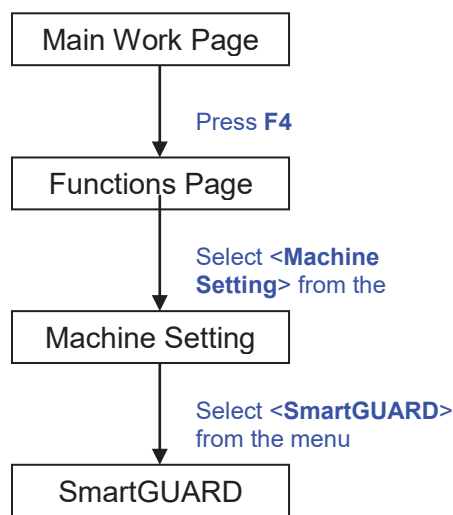 Main Work Page
Press F4
Functions Page
Select <Machine
Setting> from the
Machine Setting
Select <SmartGUARD>
from the menu
SmartGUARD